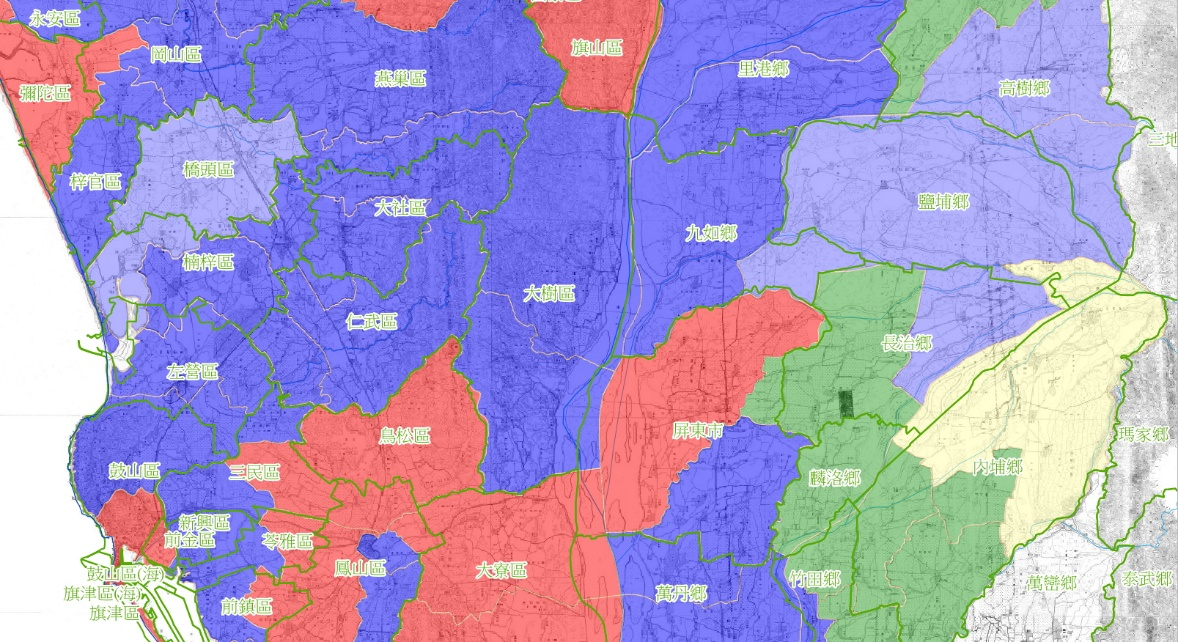 永安區
岡山區
燕巢區
旗山區
里港鄉
高樹鄉
彌陀區
三地
梓官區
橋頭區
大社區
鹽埔鄉
九如鄉
楠梓區
大樹區
仁武區
長治鄉
左營區
鳥松區
屏東市
瑪家鄉
鼓山區
三民區
麟洛鄉
內埔鄉
新興區
前金區
苓雅區
鳳山區
大寮區
鼓山區(海)
旗津區(海)
旗津區
前鎮區
萬丹鄉
竹田鄉
萬巒鄉
泰武鄉